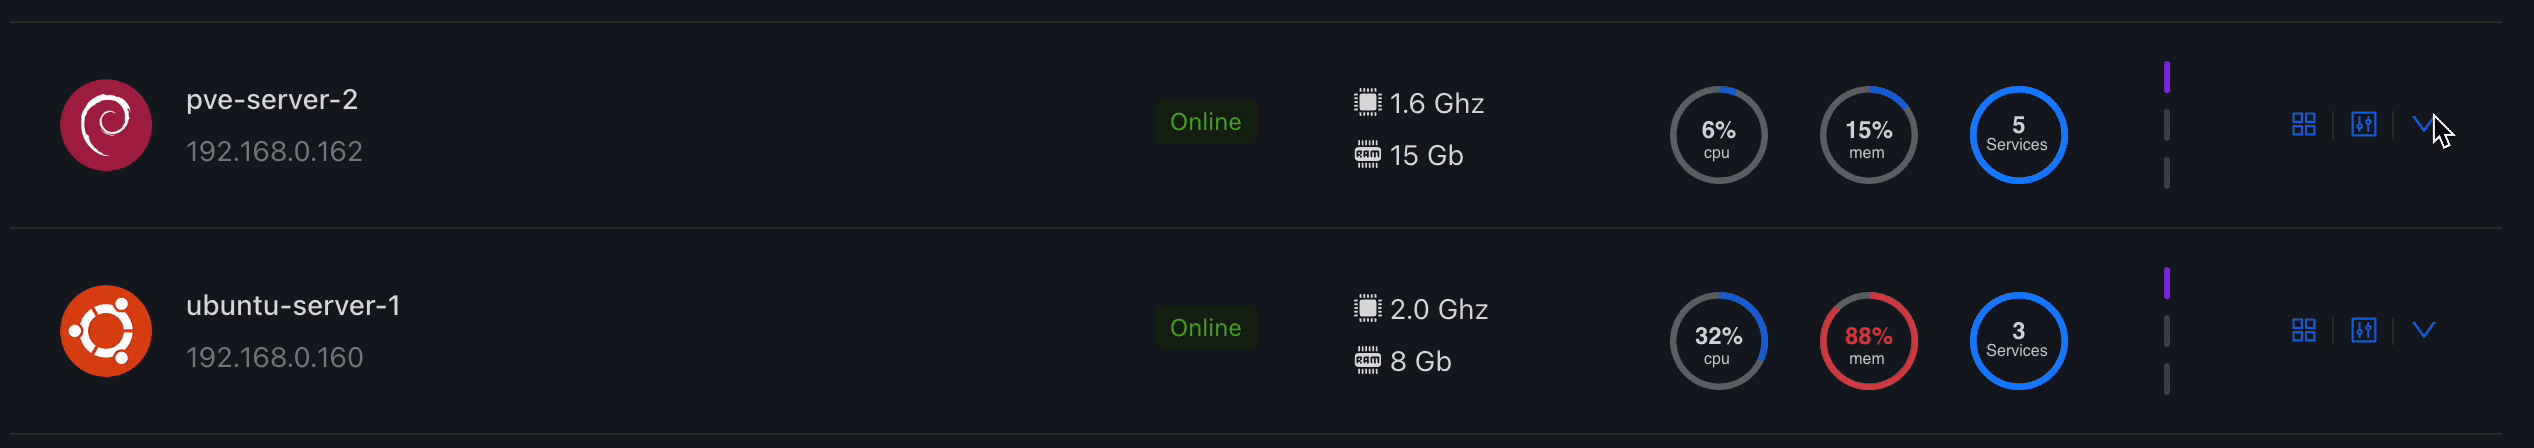 pve-server-2
192.168.0.162
Online
1.6 Ghz
RAM 15 Gb
6%
cpu
15%
mem
5
Services
ubuntu-server-1
192.168.0.160
Online
2.0 Ghz
RAM 8 Gb
32%
cpu
88%
mem
3
Services